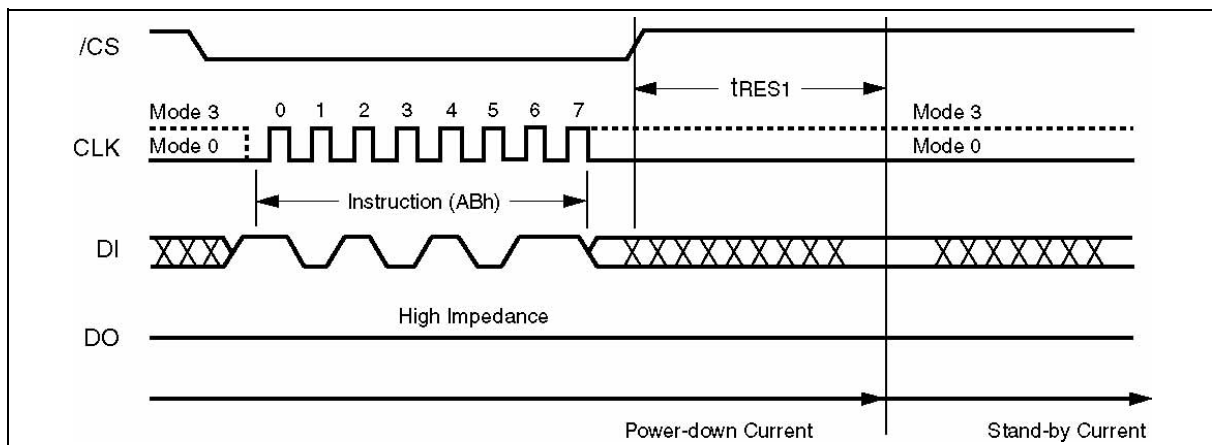 /CS
tRES1
Mode 3 0 1 2 3 4 5 6 7 Mode 3
CLK Mode 0 Mode 0
Instruction (ABh)
DI
High Impedance
DO
Power-down Current Stand-by Current